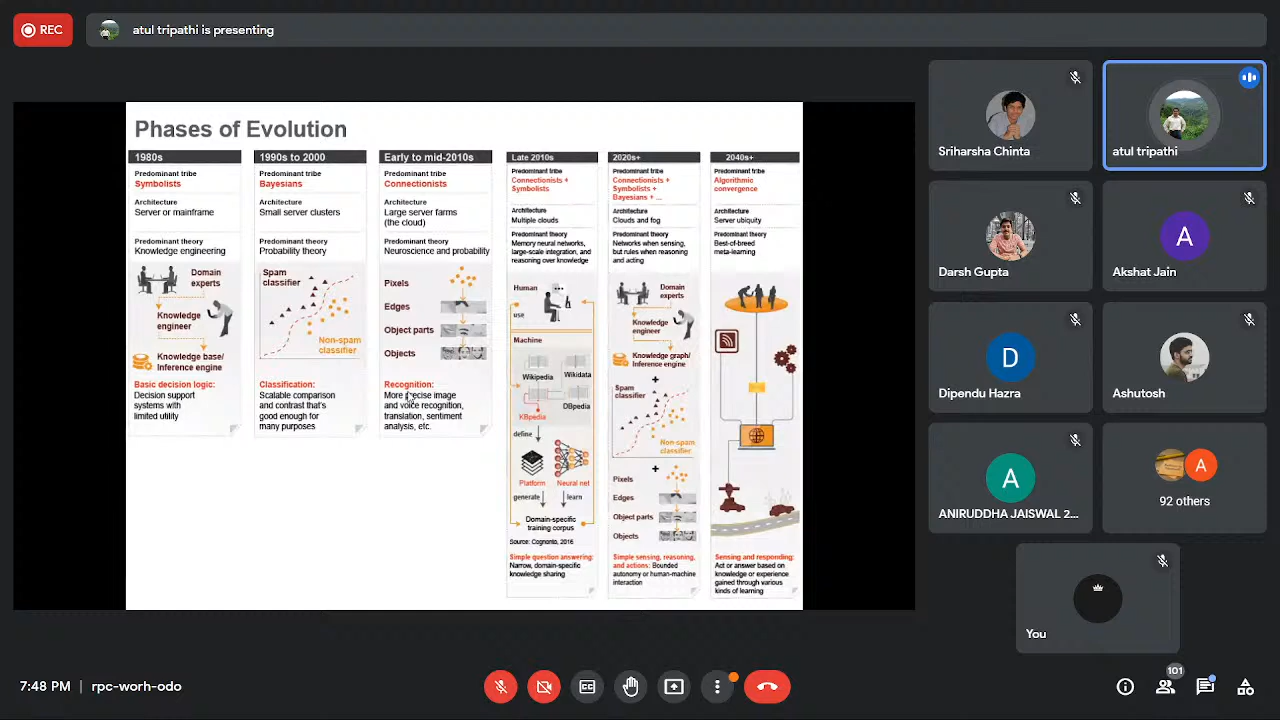 REC
atul tripathi is presenting
Phases of Evolution
1980s
Predominant tribe
Symbolists
Architecture
Server or mainframe
Predominant theory
Knowledge engineering
Domain
experts
Knowledge
engineer
Knowledge base/
Inference engine
Basic decision logic:
Decision support
systems with
limited utility
1990s to 2000
Predominant tribe
Bayesians
Architecture
Small server clusters
Predominant theory
Probability theory
Spam
classifier
Non-spam
classifier
Classification:
Scalable comparison
and contrast that's
good enough for
many purposes
Early to mid-2010s
Predominant tribe
Connectionists
Architecture
Large server farms
(the cloud)
Predominant theory
Neuroscience and probability
Pixels
Edges
Object parts
Objects
Recognition:
More precise image
and voice recognition,
translation, sentiment
analysis, etc.
Late 2010s
Predominant tribe
Connectionists +
Symbolists
Architecture
Multiple clouds
Predominant theory
Memory neural networks,
large-scale integration, and
reasoning over knowledge
Human
use
Machine
Wikipedia
Wikidata
DBpedia
KBpedia
define
Platform
Neural net
generate
learn
Domain-specific
training corpus
Source: Cognonto, 2016
Simple question answering:
Narrow, domain-specific
knowledge sharing
2020s+
Predominant tribe
Connectionists +
Symbolists +
Bayesians + ...
Architecture
Clouds and fog
Predominant theory
Networks when sensing,
but rules when reasoning
and acting
Domain
experts
Knowledge
engineer
Knowledge graph/
Inference engine
+
Spam
classifier
Non-spam
classifier
+
Pixels
Edges
Object parts
Objects
Simple sensing, reasoning,
and actions: Bounded
autonomy or human-machine
interaction
2040s+
Predominant tribe
Algorithmic
convergence
Architecture
Server ubiquity
Predominant theory
Best-of-breed
meta-learning
Sensing and responding:
Act or answer based on
knowledge or experience
gained through various
kinds of learning
Sriharsha Ganta
atul tripathi
Darsh Gupta
A
Akshat Jain
D
Dipendu Hazra
Ashutosh
A
ANIRUDDHA JAISWAL z...
A
92 others
You
7:48 PM | rpc-worh-odo
101